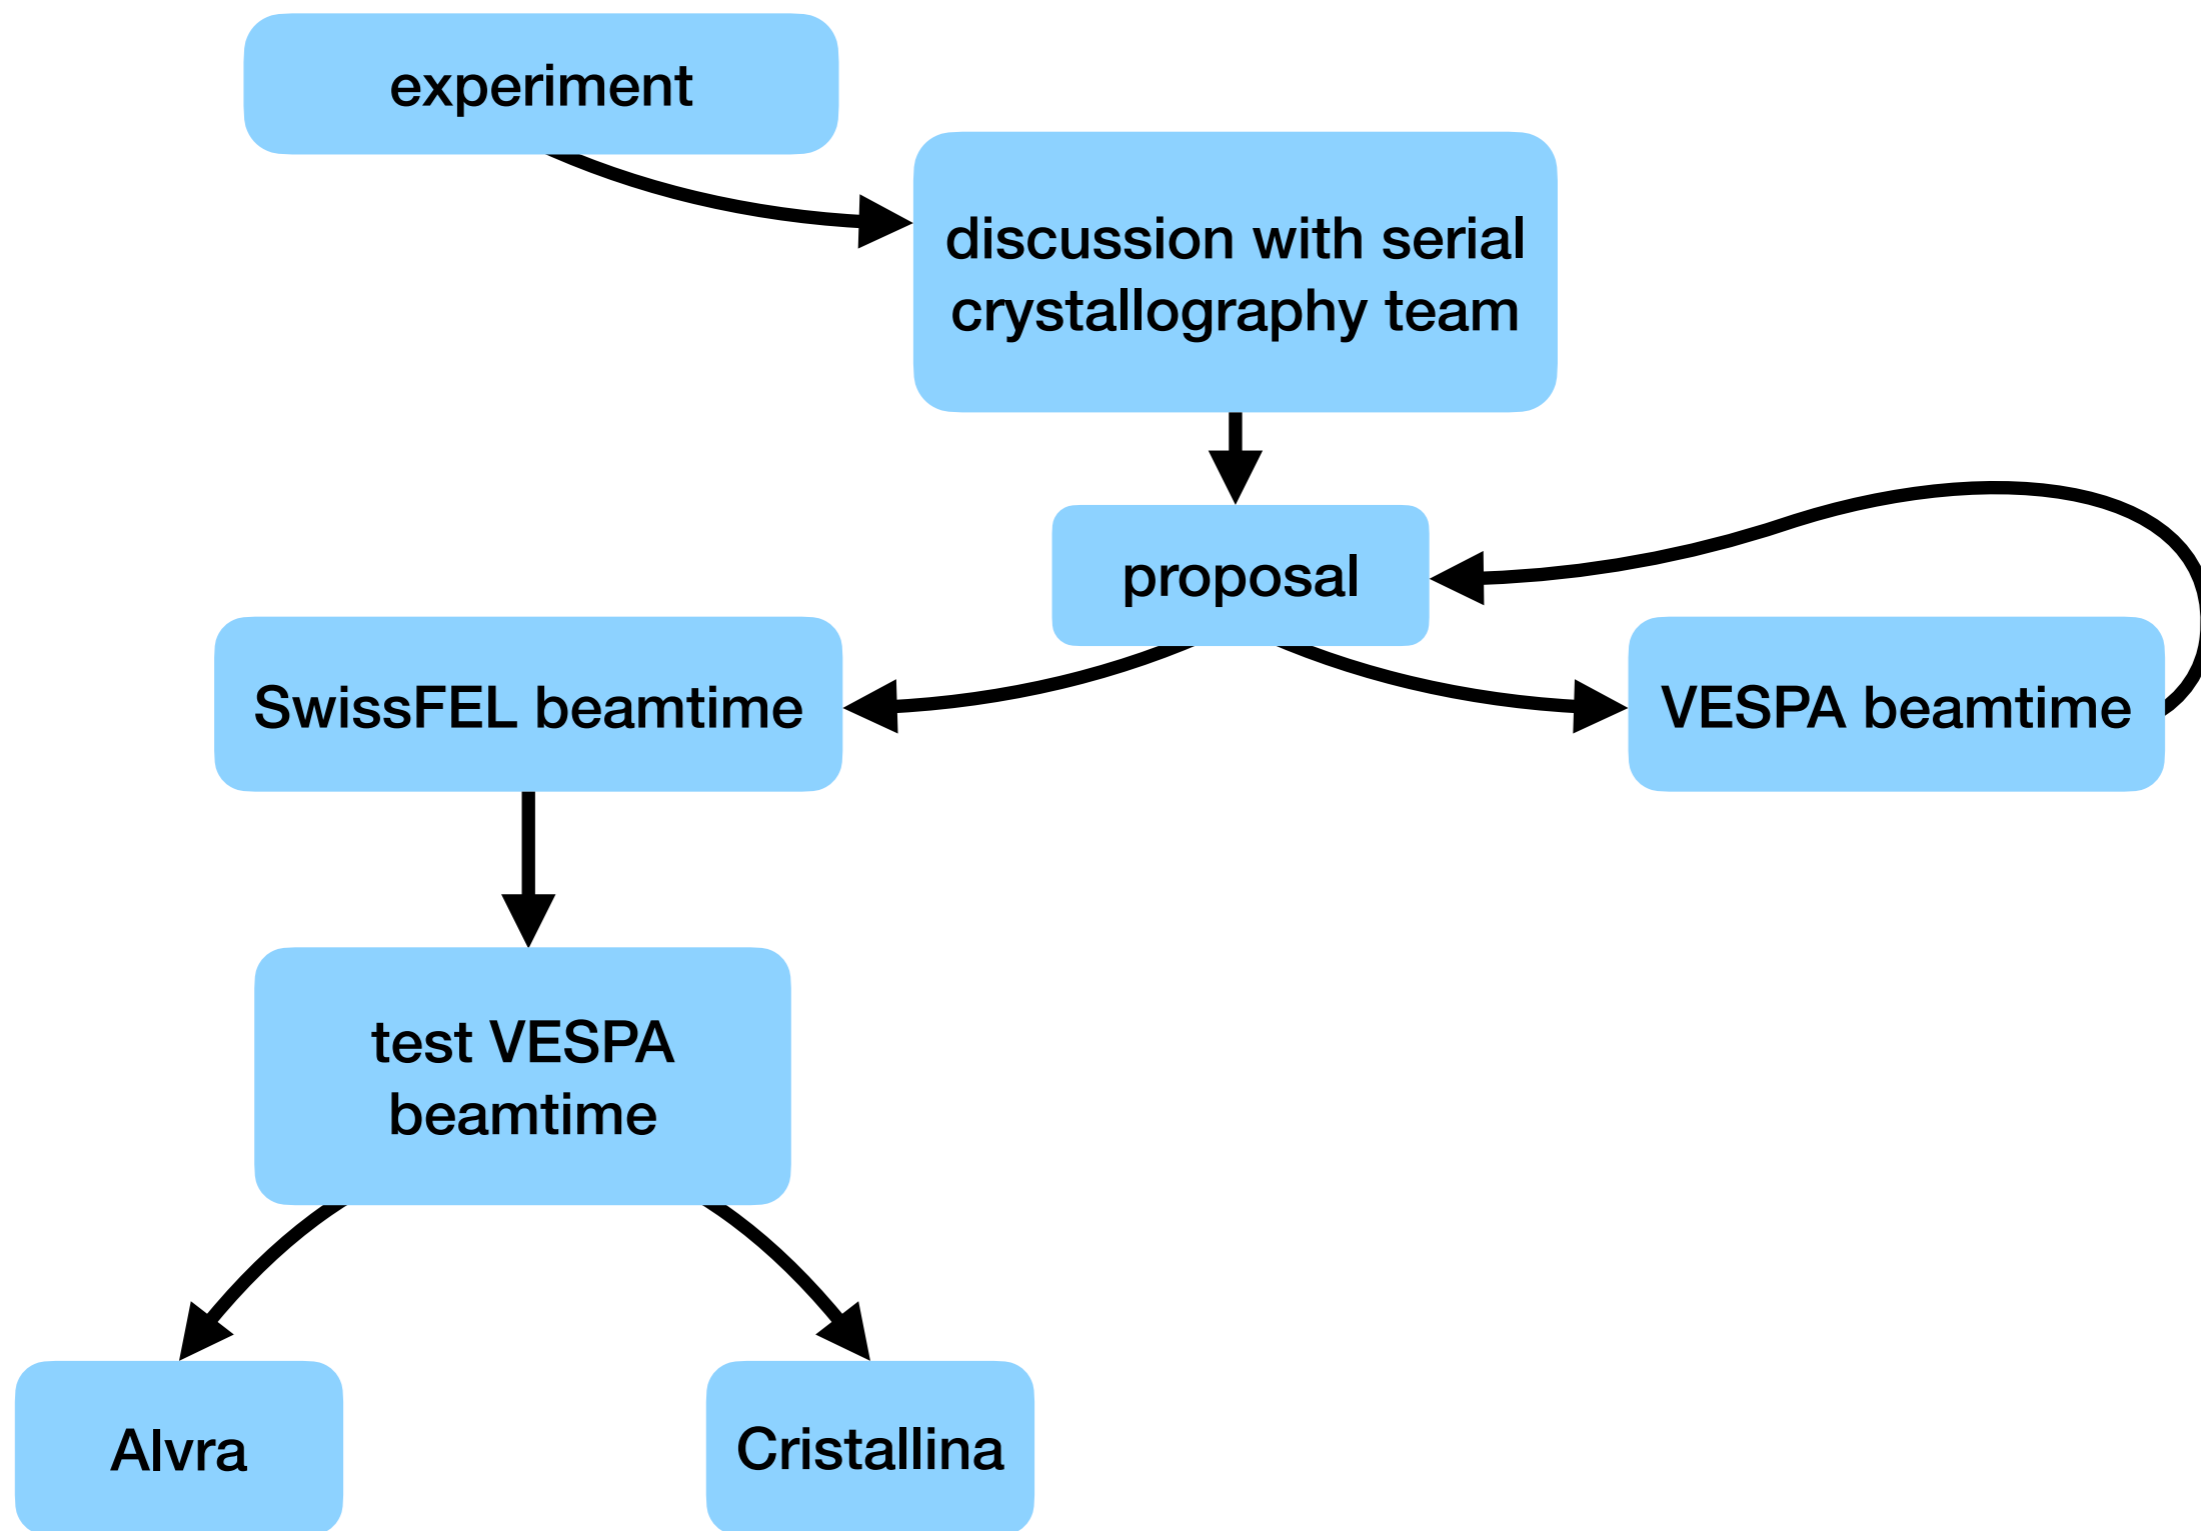 experiment
discussion with serial
crystallography team
proposal
SwissFEL beamtime
VESPA beamtime
test VESPA
beamtime
Alvra
Cristallina